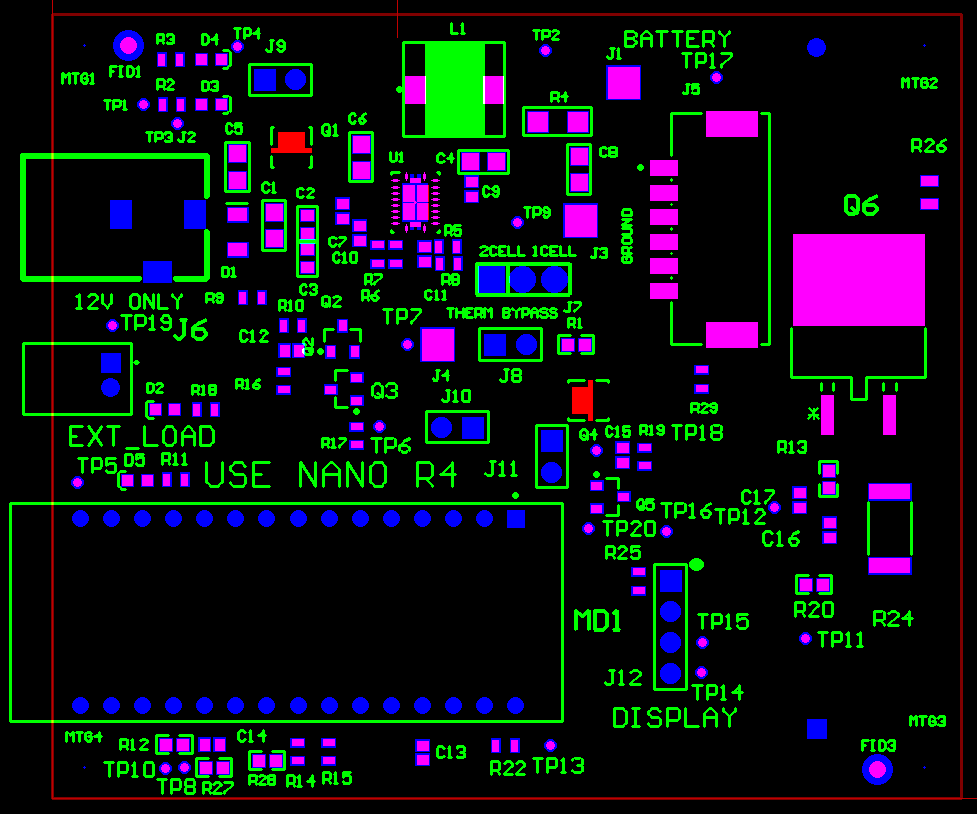 R3 D4 TP4 J9 L1 TP2 BATTERY
MTG1 FID1 J1 TP17
R2 D3 J5 MTG2
TP1 R4
TP3 J2 C5 Q1 C6 R26
U1 C4 C8
C1 C2 C9 Q6
TP9
R5 GROUND
C7 2CELL 1CELL J3
C10
D1 R7 R8
C3 R6 C11
R9 R10 Q2
12V ONLY THERM BYPASS J7
TP19 J6 TP7 R1
C12 Q2
J4 J8
R16
D2 R18 Q3 J10 R29
*
EXT_LOAD R17 TP6 Q4 C15 R19 TP18 R13
TP5 D5 R11 USE NANO R4 J11
Q5 TP16 TP12 C17
TP20 C16
R25
MD1 TP15 R20 R24
TP11
J12 TP14
DISPLAY
MTG4 R12 C14 C13 MTG3
FID3
TP10 R22 TP13
TP8 R27 R28 R14 R15